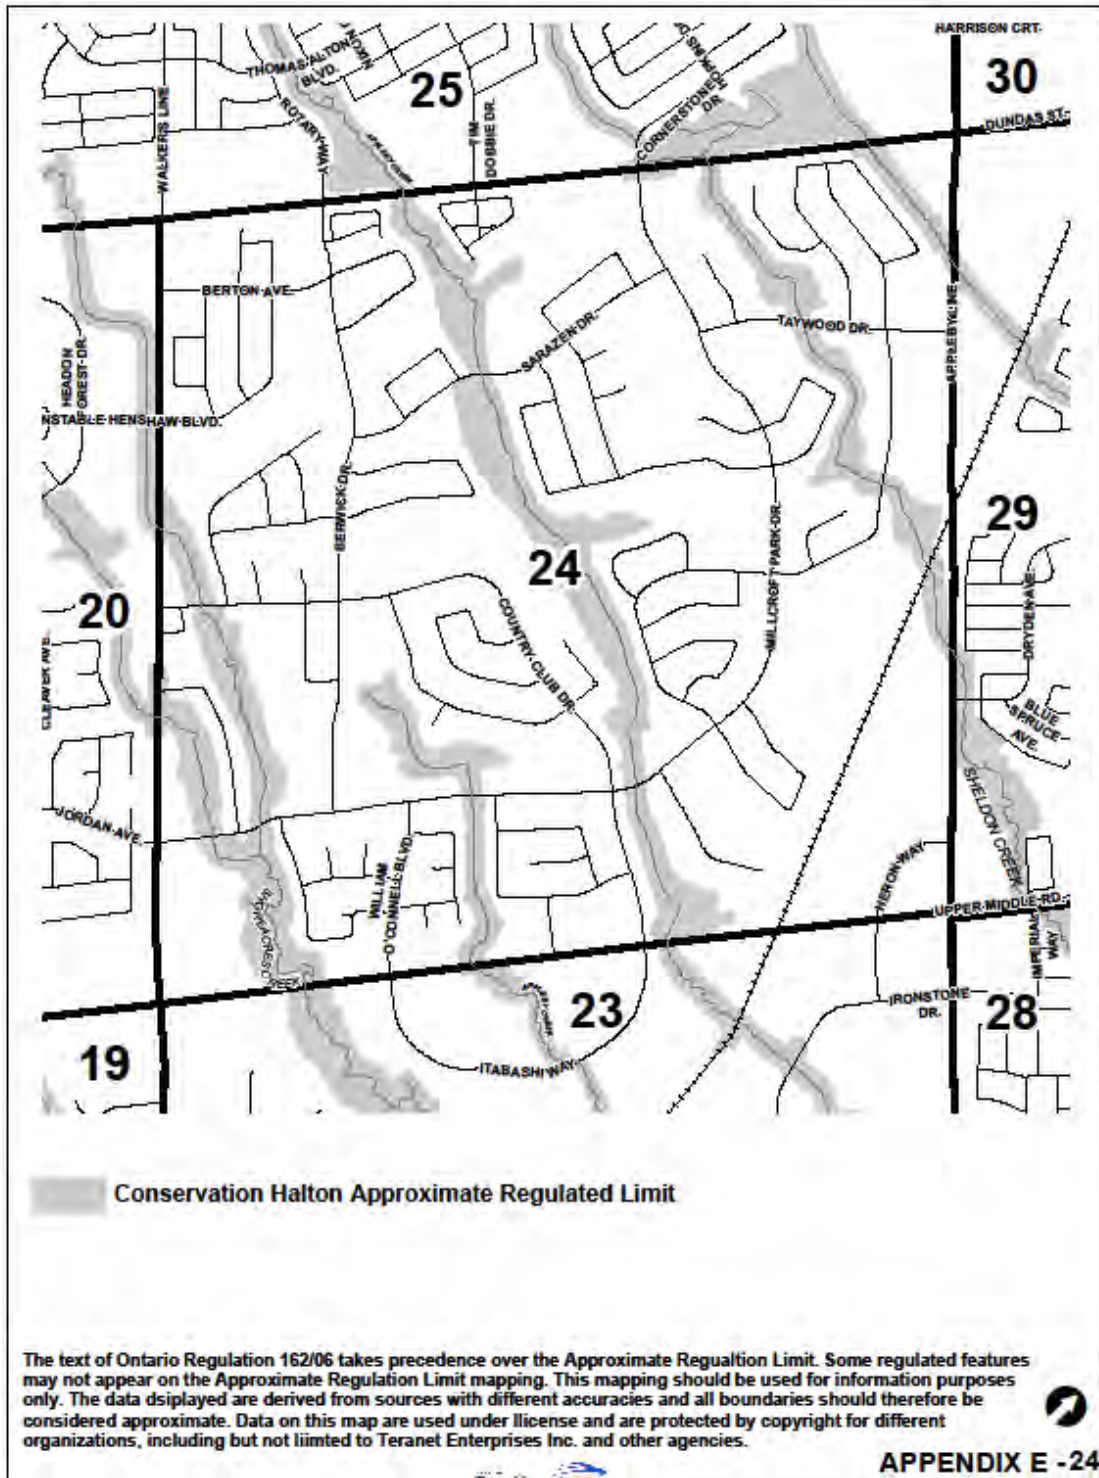 HARRISON CRT.
30
DUNDAS ST.
THOMAS ALTON
BLVD.
NIXON
25
HOPKINS
CORNERSTONE
DR.
WALKERS LINE
ROTARY WAY
TIM
DOBBIE DR.
BERTON AVE.
SARAZEN DR.
TAYWOOD DR.
APPLEBY LINE
HEADON
FOREST DR.
NSTABLE HENSHAW BLVD.
BERWICK DR.
MILLCROFT PARK DR.
29
24
20
COUNTRY CLUB DR.
DRYDEN AVE.
CLEAVER AVE.
BLUE
SPRUCE
AVE.
SHELDON CREEK
JORDAN AVE.
WILLIAM
O'CONNELL BLVD.
HERON WAY
UPPER MIDDLE RD.
IMPERIAL
WAY
IRONSTONE
DR.
23
28
19
ITABASHI WAY
Conservation Halton Approximate Regulated Limit
The text of Ontario Regulation 162/06 takes precedence over the Approximate Regualtion Limit. Some regulated features
may not appear on the Approximate Regulation Limit mapping. This mapping should be used for information purposes
only. The data dsiplayed are derived from sources with different accuracies and all boundaries should therefore be
considered approximate. Data on this map are used under llicense and are protected by copyright for different
organizations, including but not liimted to Teranet Enterprises Inc. and other agencies.
APPENDIX E -24